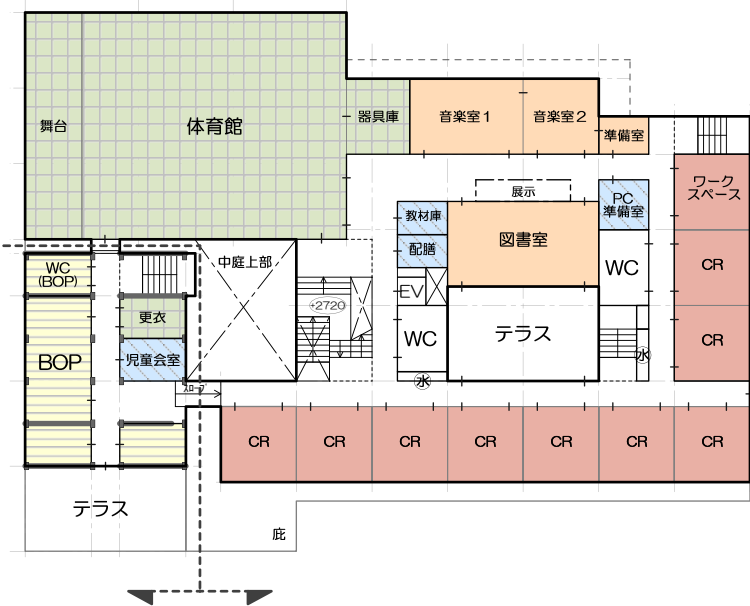 舞台
体育館
器具庫
音楽室1
音楽室2
準備室
ワーク
スペース
展示
PC
準備室
教材庫
配膳
図書室
CR
WC
(BOP)
中庭上部
EV
WC
+2720
更衣
テラス
WC
CR
BOP
児童会室
水
水
スロープ
CR
CR
CR
CR
CR
CR
CR
テラス
庇